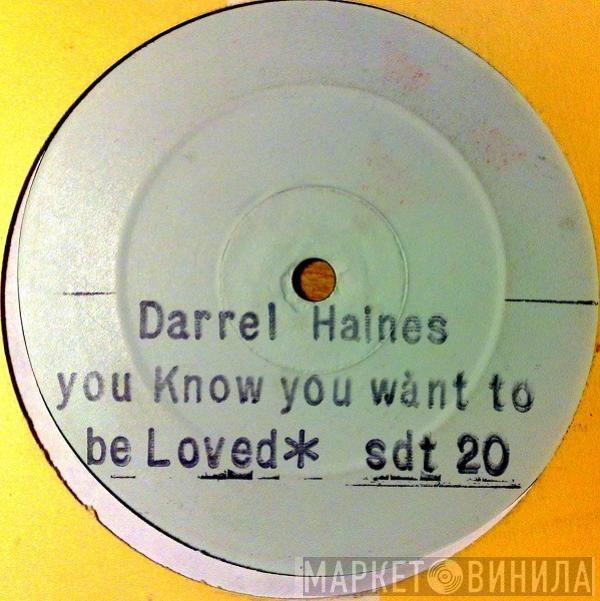 Darrel Haines
you Know you want to
be Loved* sdt 20
МАРКЕТ ВИНИЛА